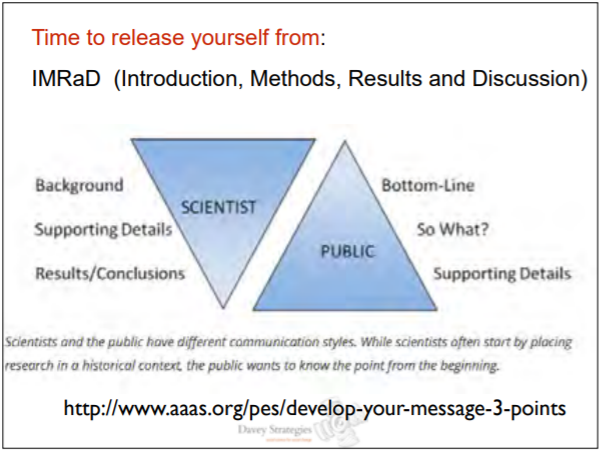 Time to release yourself from:
IMRaD (Introduction, Methods, Results and Discussion)
Background
Supporting Details
Results/Conclusions
SCIENTIST
PUBLIC
Bottom-Line
So What?
Supporting Details
Scientists and the public have different communication styles. While scientists often start by placing
research in a historical context, the public wants to know the point from the beginning.
http://www.aaas.org/pes/develop-your-message-3-points
Davey Strategies